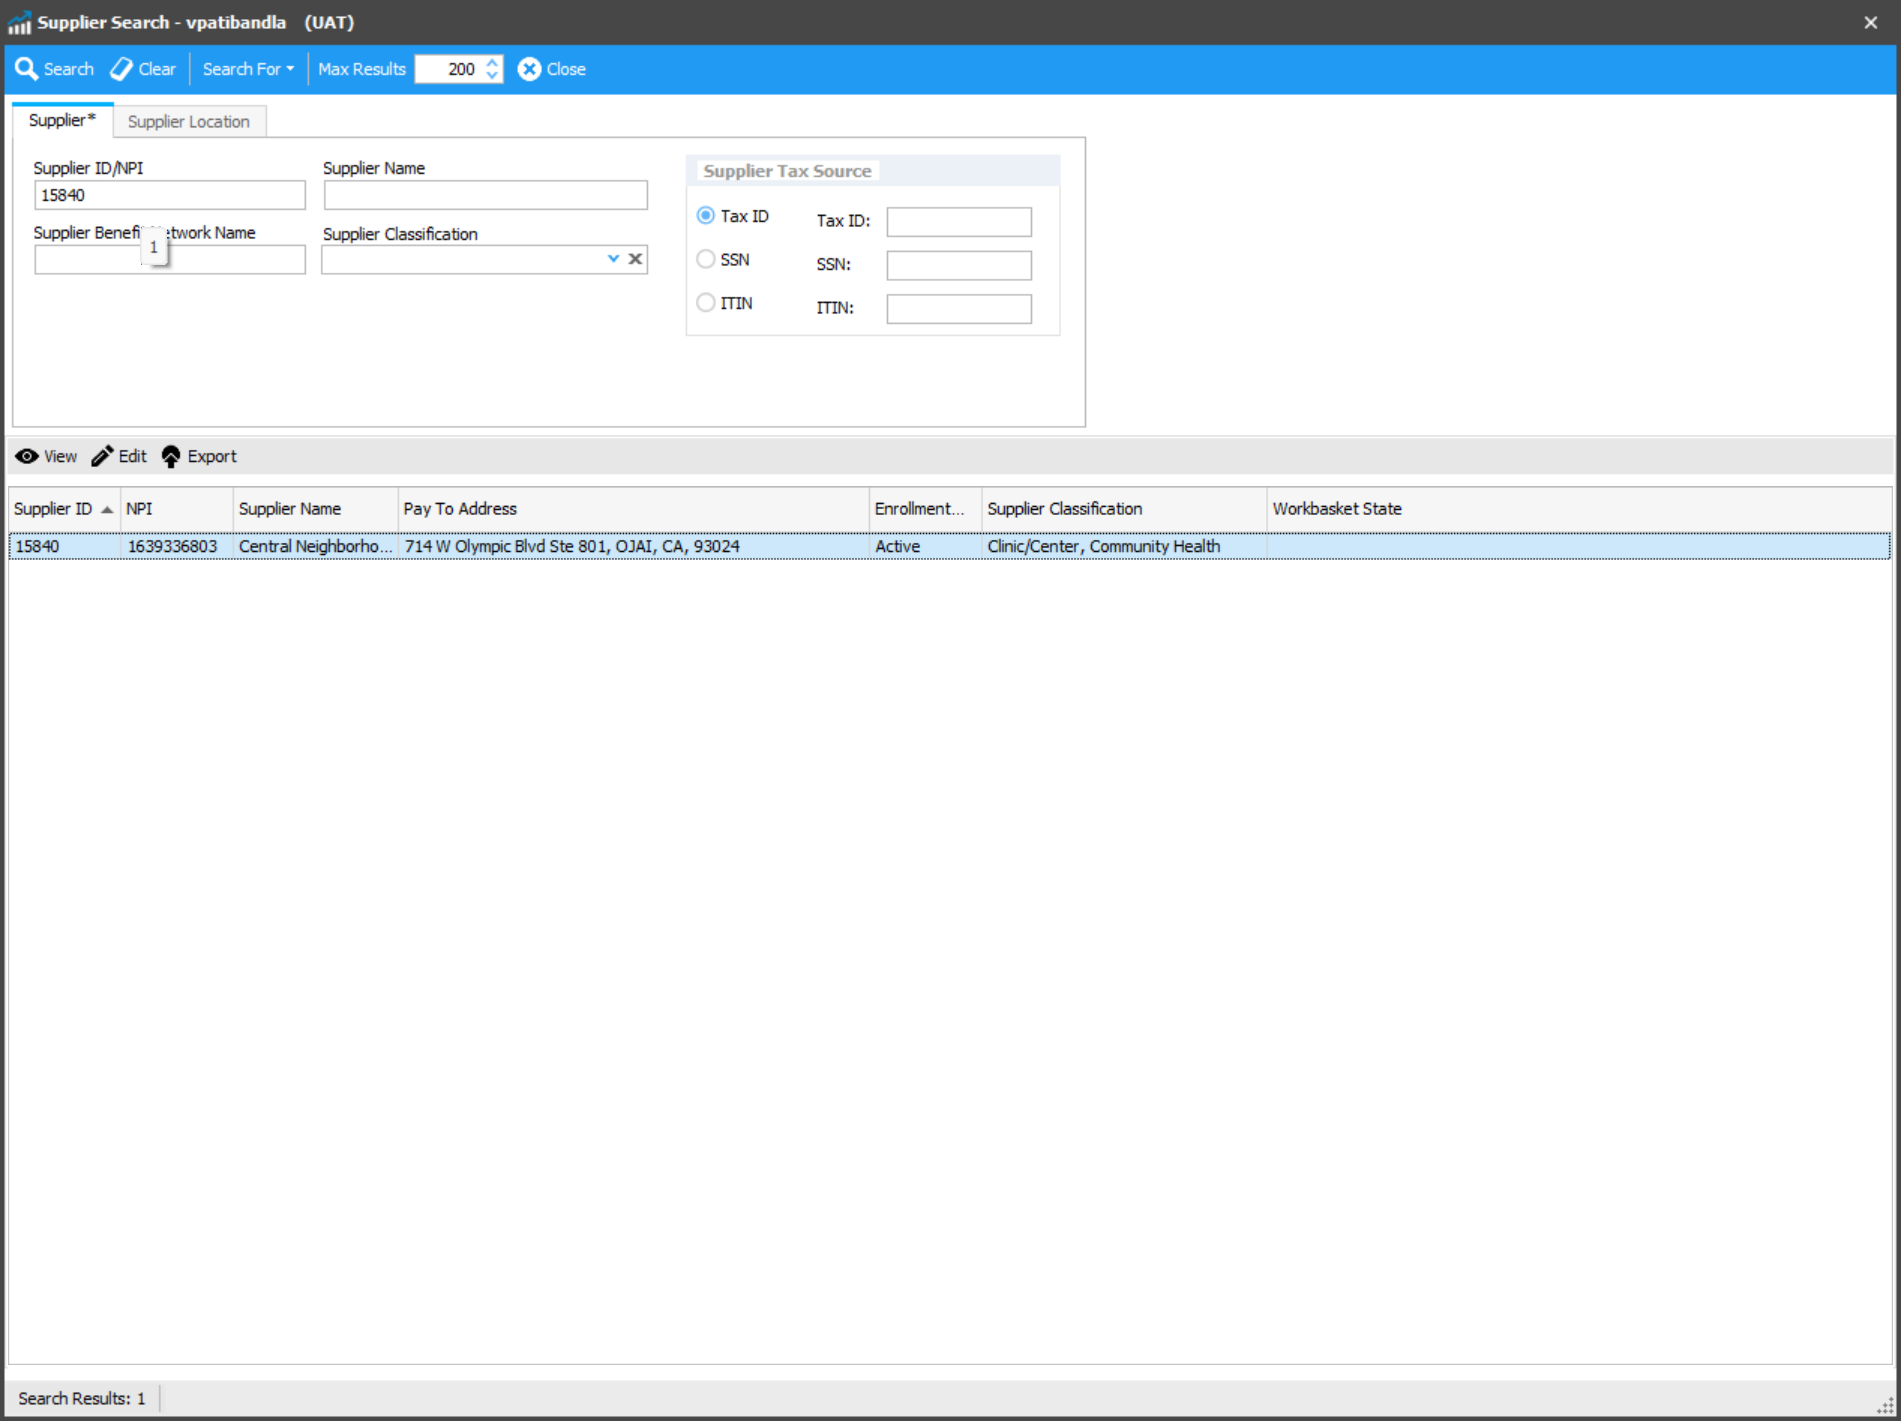 Supplier Search - vpatibandla (UAT)
Search Clear Search For Max Results 200 Close
Supplier* Supplier Location
Supplier ID/NPI Supplier Name Supplier Tax Source
15840
Tax ID Tax ID:
Supplier Benefit Network Name Supplier Classification
1
SSN SSN:
ITIN ITIN:
View Edit Export
Supplier ID NPI Supplier Name Pay To Address Enrollment... Supplier Classification Workbasket State
15840 1639336803 Central Neighborho... 714 W Olympic Blvd Ste 801, OJAI, CA, 93024 Active Clinic/Center, Community Health
Search Results: 1